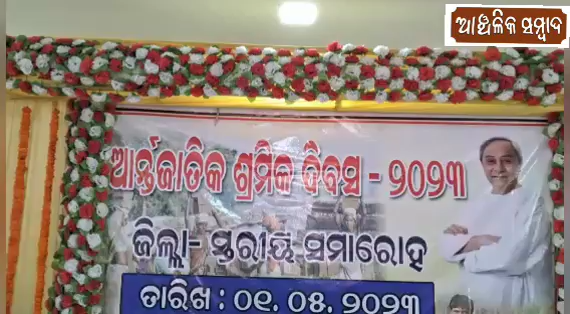 ଆଞ୍ଚଳିକ ସମ୍ବାଦ
ଆର୍ନ୍ତଜାତିକ ଶ୍ରମିକ ଦିବସ - ୨୦୨୩
ଜିଲ୍ଲା- ସ୍ତରୀୟ ସମାରୋହ
ତାରିଖ : ୦୧. ୦୫. ୨୦୨୩